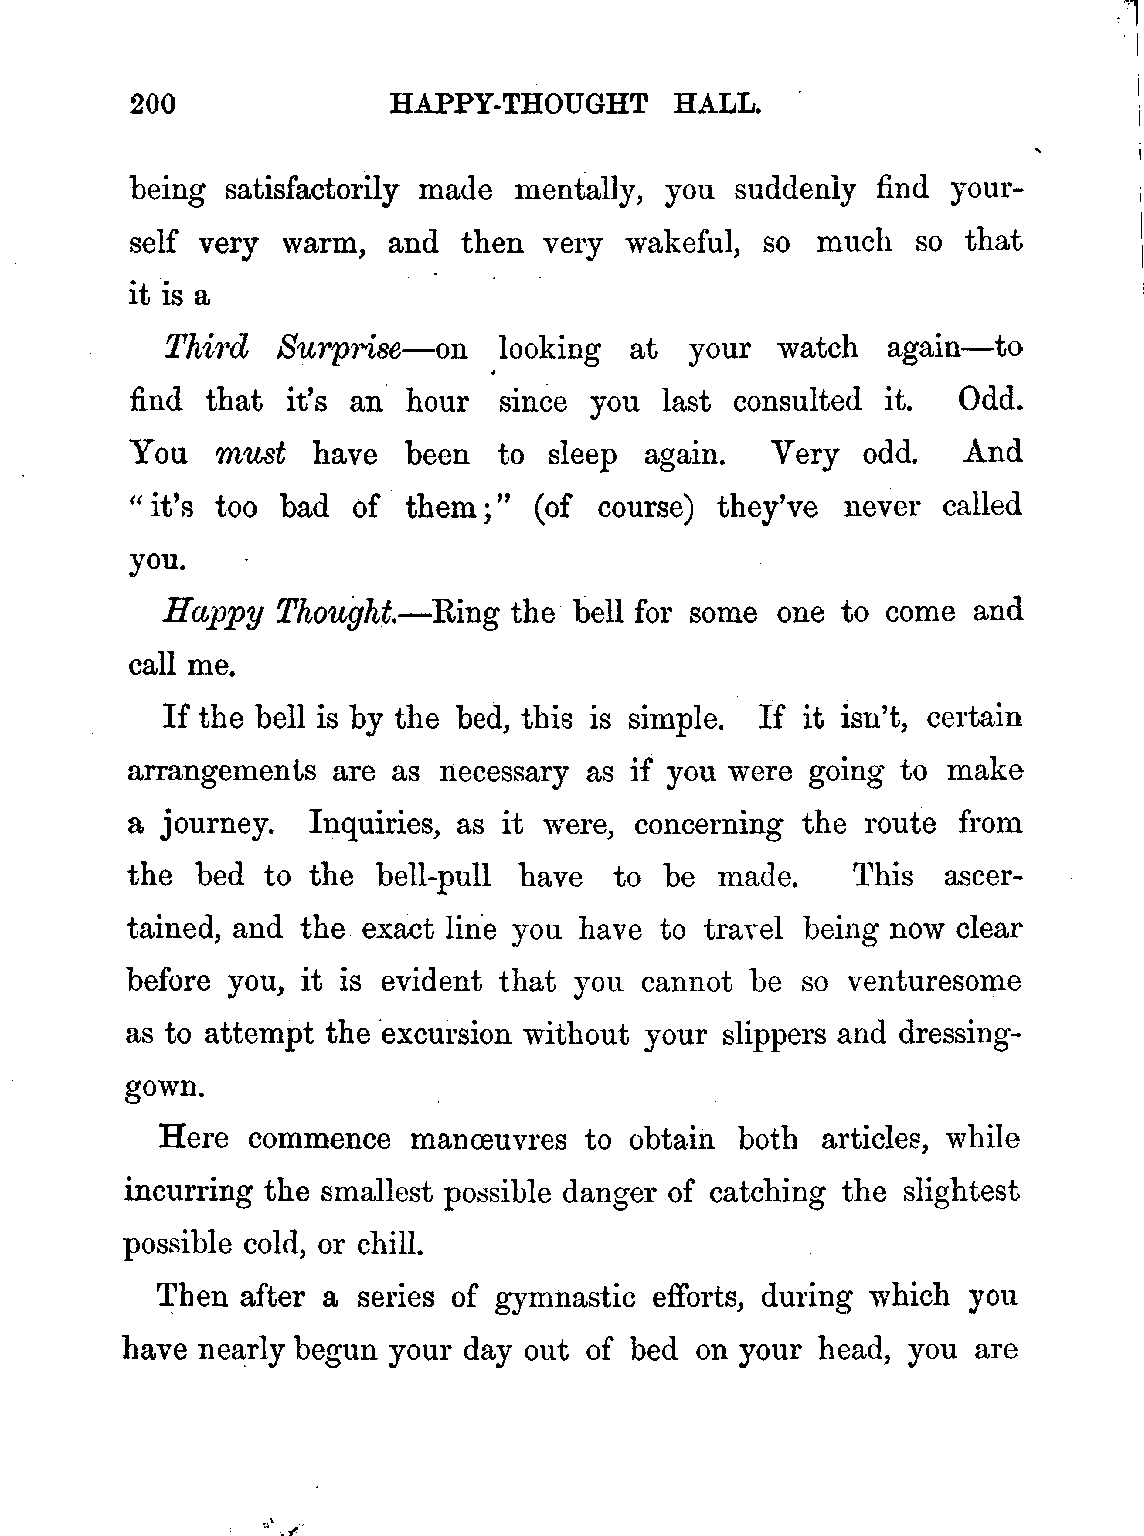 200 HAPPY-THOUGHT HALL.
being satisfactorily made mentally, you suddenly find your-
self very warm, and then very wakeful, so much so that
it is a
Third Surprise—on looking at your watch again—to
find that it's an hour since you last consulted it. Odd.
You must have been to sleep again. Very odd. And
"it's too bad of them;" (of course) they've never called
you.
Happy Thought.—Ring the bell for some one to come and
call me.
If the bell is by the bed, this is simple. If it isn't, certain
arrangements are as necessary as if you were going to make
a journey. Inquiries, as it were, concerning the route from
the bed to the bell-pull have to be made. This ascer-
tained, and the exact line you have to travel being now clear
before you, it is evident that you cannot be so venturesome
as to attempt the excursion without your slippers and dressing-
gown.
Here commence manœuvres to obtain both articles, while
incurring the smallest possible danger of catching the slightest
possible cold, or chill.
Then after a series of gymnastic efforts, during which you
have nearly begun your day out of bed on your head, you are